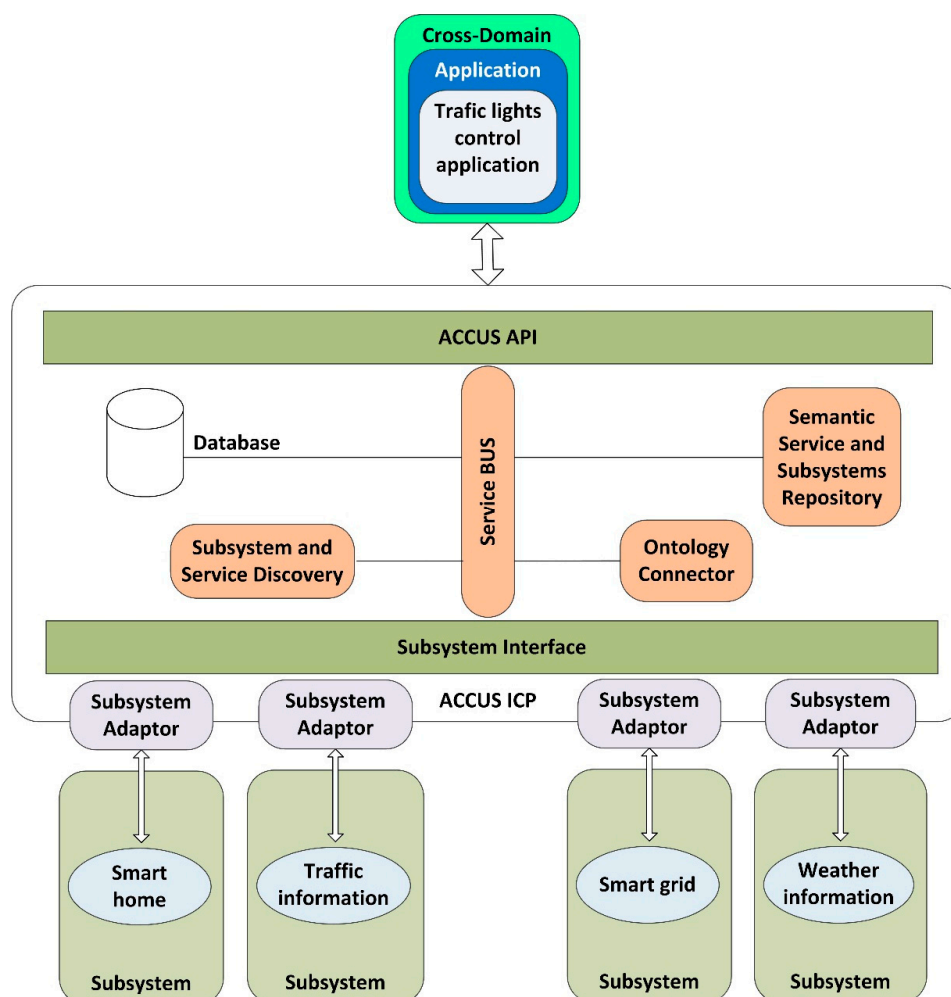 Cross-Domain
Application
Trafic lights
control
application
ACCUS API
Database
Service BUS
Semantic
Service and
Subsystems
Repository
Subsystem and
Service Discovery
Ontology
Connector
Subsystem Interface
ACCUS ICP
Subsystem
Adaptor
Subsystem
Adaptor
Subsystem
Adaptor
Subsystem
Adaptor
Smart
home
Traffic
information
Smart grid
Weather
information
Subsystem
Subsystem
Subsystem
Subsystem